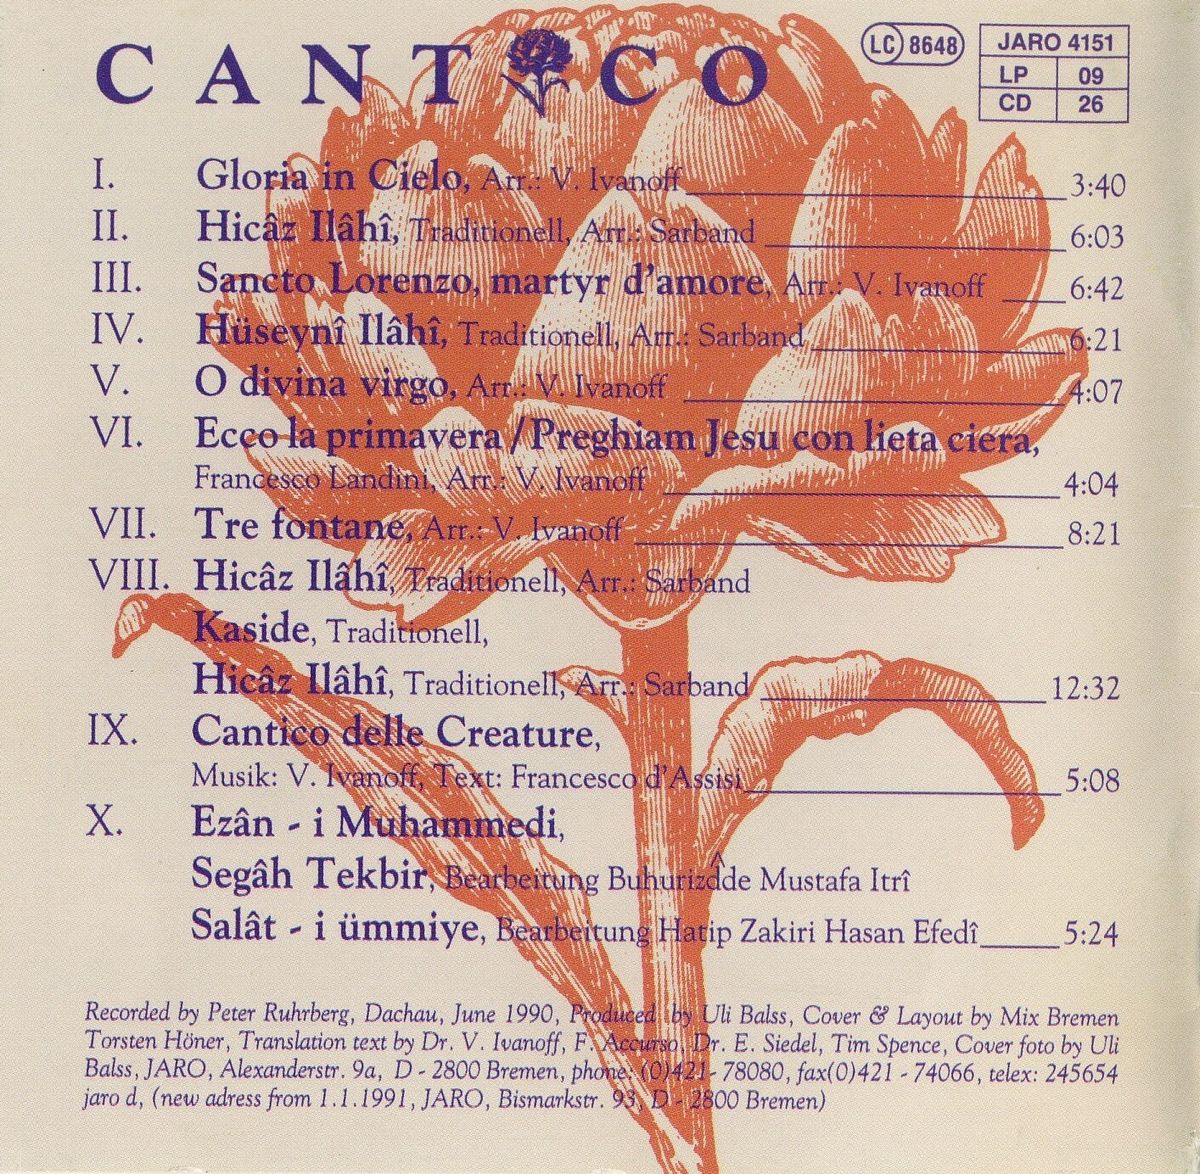 CANTICO
LC 8648
JARO 4151
LP 09
CD 26
I. Gloria in Cielo, Arr.: V. Ivanoff 3:40
II. Hicâz Ilâhî, Traditionell, Arr.: Sarband 6:03
III. Sancto Lorenzo, martyr d'amore, Arr.: V. Ivanoff 6:42
IV. Hüseynî Ilâhî, Traditionell, Arr.: Sarband 6:21
V. O divina virgo, Arr.: V. Ivanoff 4:07
VI. Ecco la primavera/Preghiam Jesu con lieta ciera,
Francesco Landini, Arr.: V. Ivanoff 4:04
VII. Tre fontane, Arr.: V. Ivanoff 8:21
VIII. Hicâz Ilâhî, Traditionell, Arr.: Sarband
Kaside, Traditionell,
Hicâz Ilâhî, Traditionell, Arr.: Sarband 12:32
IX. Cantico delle Creature,
Musik: V. Ivanoff, Text: Francesco d'Assisi 5:08
X. Ezân - i Muhammedi,
Segâh Tekbir, Bearbeitung Buhurizâde Mustafa Itrî
Salât - i ümmiye, Bearbeitung Hatip Zakiri Hasan Efedî 5:24
Recorded by Peter Ruhrberg, Dachau, June 1990, Produced by Uli Balss, Cover & Layout by Mix Bremen
Torsten Höner, Translation text by Dr. V. Ivanoff, F. Accurso, Dr. E. Siedel, Tim Spence, Cover foto by Uli
Balss, JARO, Alexanderstr. 9a, D - 2800 Bremen, phone: (0)421- 78080, fax(0)421 - 74066, telex: 245654
jaro d, (new adress from 1.1.1991, JARO, Bismarkstr. 93, D - 2800 Bremen)